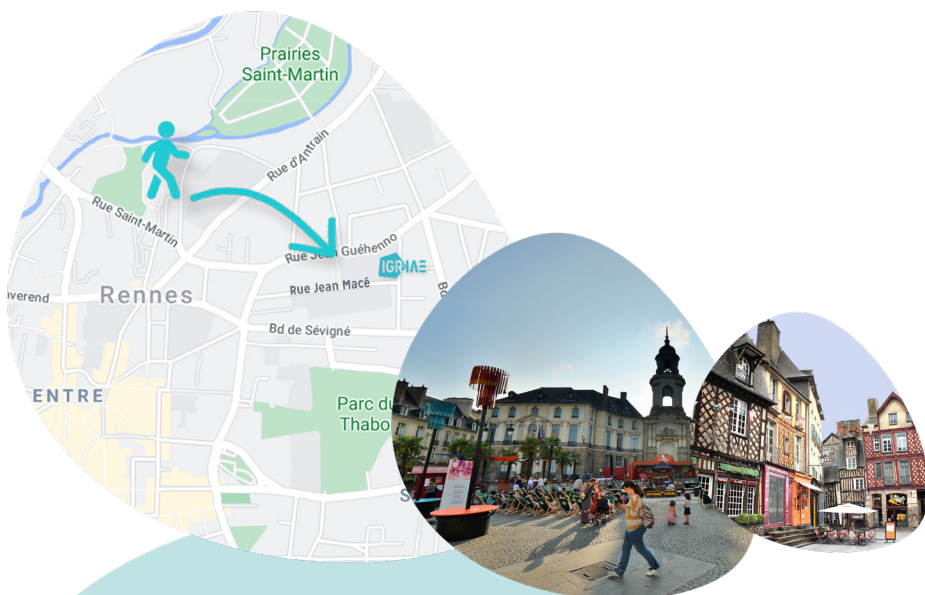 Prairies
Saint-Martin
Rue d'Antrain
Rue Saint-Martin
Rue Jean Guéhenno
IGR IAE
Rue Jean Macé
averend
Rennes
Bd de Sévigné
ENTRE
Parc du
Thabo